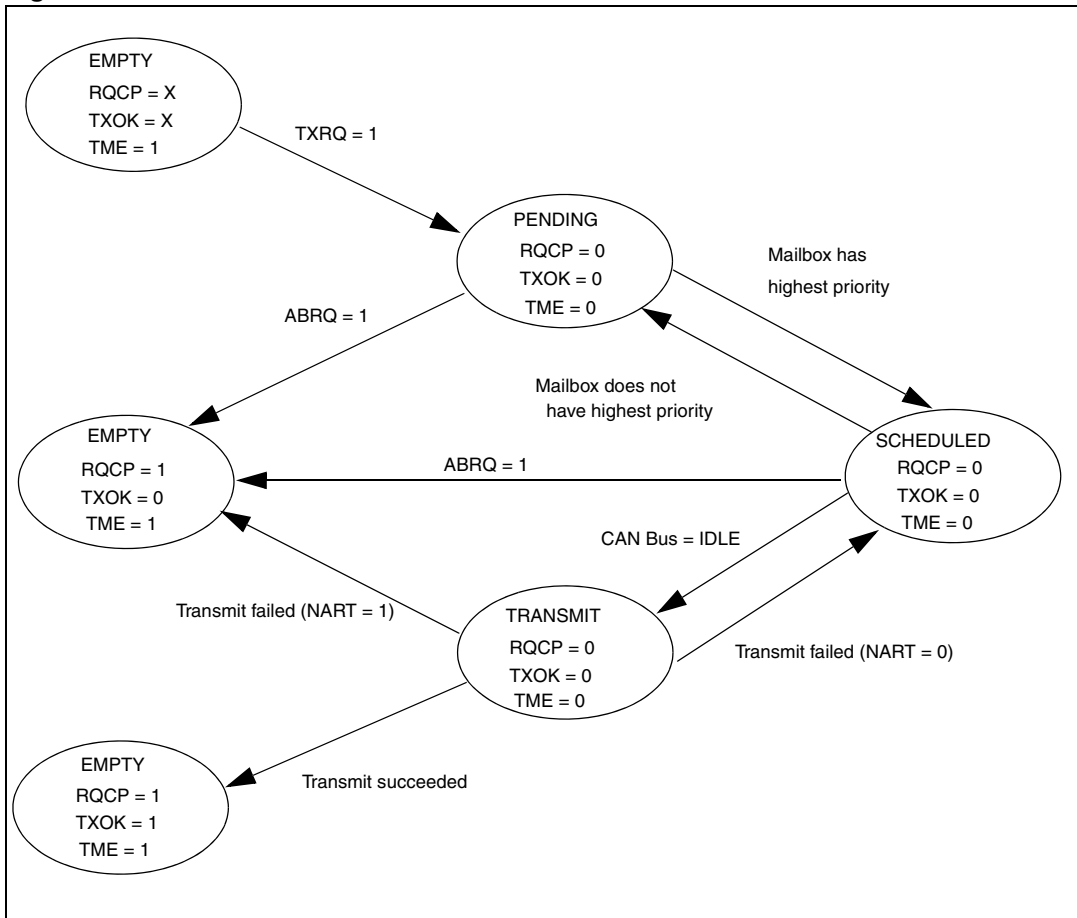 EMPTY
RQCP = X
TXOK = X
TME = 1
TXRQ = 1
PENDING
RQCP = 0
TXOK = 0
TME = 0
Mailbox has
highest priority
ABRQ = 1
Mailbox does not
have highest priority
EMPTY
RQCP = 1
TXOK = 0
TME = 1
ABRQ = 1
SCHEDULED
RQCP = 0
TXOK = 0
TME = 0
CAN Bus = IDLE
Transmit failed (NART = 1)
TRANSMIT
RQCP = 0
TXOK = 0
TME = 0
Transmit failed (NART = 0)
EMPTY
RQCP = 1
TXOK = 1
TME = 1
Transmit succeeded